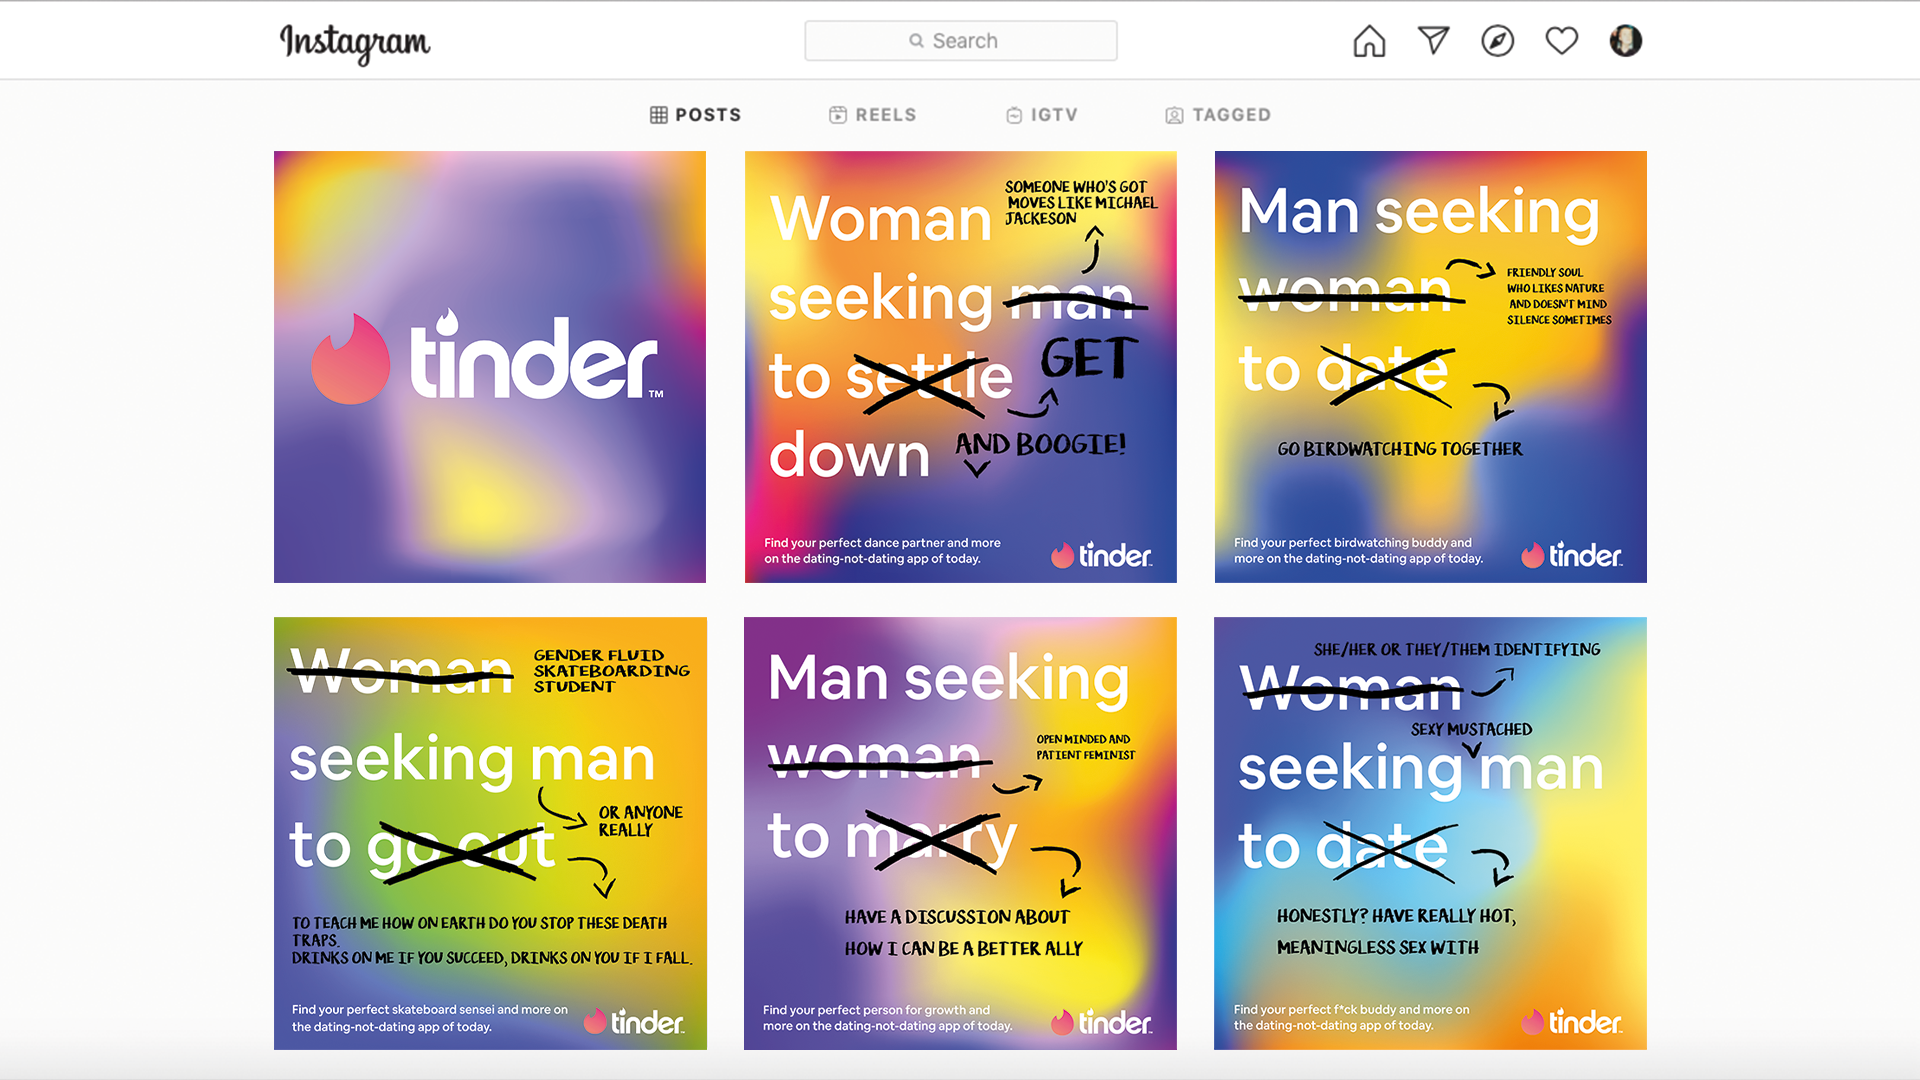 Instagram
Search
POSTS
REELS
IGTV
TAGGED
tinder™
Woman
seeking man
to settle
down
SOMEONE WHO'S GOT
MOVES LIKE MICHAEL
JACKESON
GET
AND BOOGIE!
Find your perfect dance partner and more
on the dating-not-dating app of today.
tinder™
Man seeking
woman
to date
FRIENDLY SOUL
WHO LIKES NATURE
AND DOESN'T MIND
SILENCE SOMETIMES
GO BIRDWATCHING TOGETHER
Find your perfect birdwatching buddy and
more on the dating-not-dating app of today.
tinder™
Woman
seeking man
to go out
GENDER FLUID
SKATEBOARDING
STUDENT
OR ANYONE
REALLY
TO TEACH ME HOW ON EARTH DO YOU STOP THESE DEATH
TRAPS.
DRINKS ON ME IF YOU SUCCEED, DRINKS ON YOU IF I FALL.
Find your perfect skateboard sensei and more on
the dating-not-dating app of today.
tinder™
Man seeking
woman
to marry
OPEN MINDED AND
PATIENT FEMINIST
HAVE A DISCUSSION ABOUT
HOW I CAN BE A BETTER ALLY
Find your perfect person for growth and
more on the dating-not-dating app of today.
tinder™
SHE/HER OR THEY/THEM IDENTIFYING
Woman
SEXY MUSTACHED
seeking man
to date
HONESTLY? HAVE REALLY HOT,
MEANINGLESS SEX WITH
Find your perfect f*ck buddy and more on
the dating-not-dating app of today.
tinder™